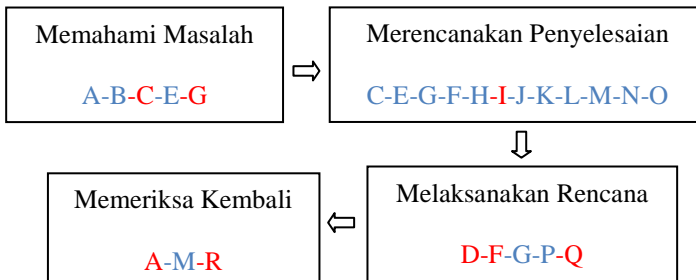 Memahami Masalah
A-B-C-E-G
Merencanakan Penyelesaian
C-E-G-F-H-I-J-K-L-M-N-O
Melaksanakan Rencana
D-F-G-P-Q
Memeriksa Kembali
A-M-R